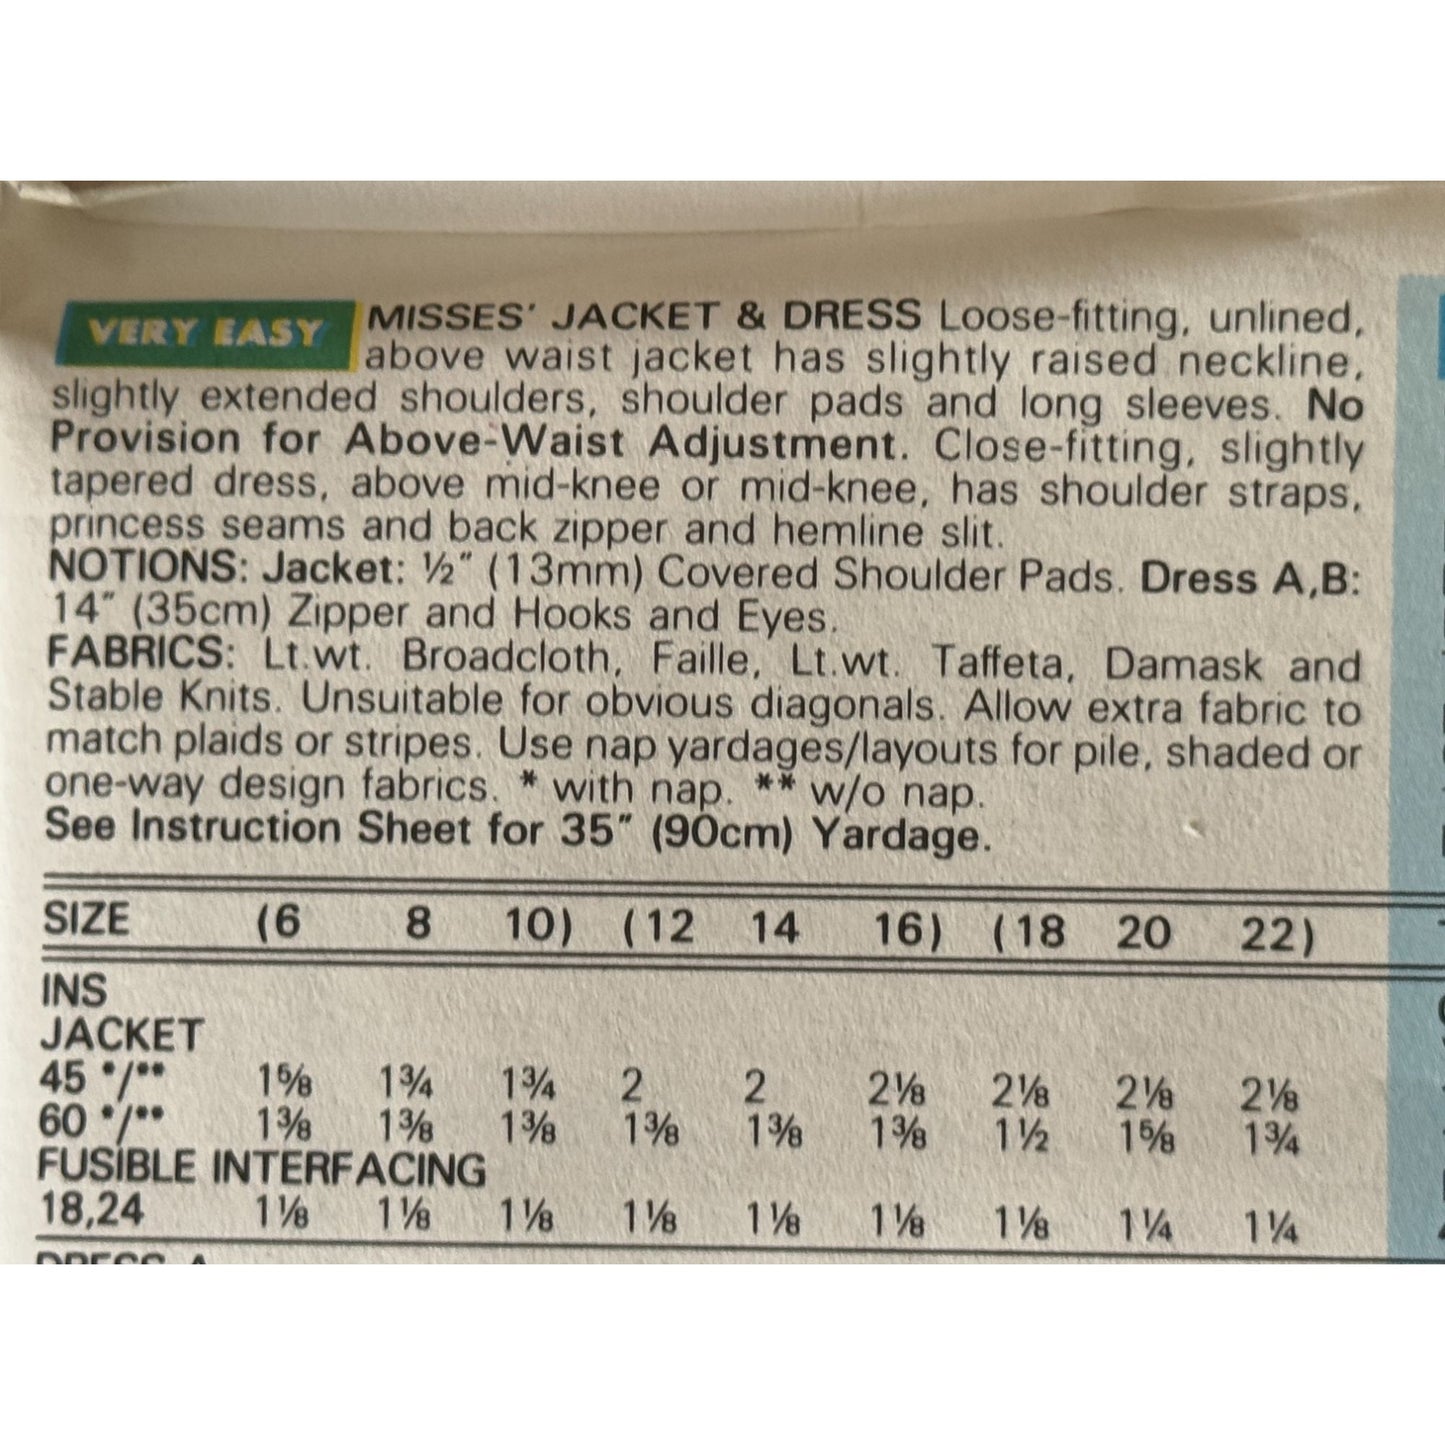 VERY EASY MISSES' JACKET & DRESS Loose-fitting, unlined,
above waist jacket has slightly raised neckline,
slightly extended shoulders, shoulder pads and long sleeves. No
Provision for Above-Waist Adjustment. Close-fitting, slightly
tapered dress, above mid-knee or mid-knee, has shoulder straps,
princess seams and back zipper and hemline slit.
NOTIONS: Jacket: ½" (13mm) Covered Shoulder Pads. Dress A,B:
14" (35cm) Zipper and Hooks and Eyes.
FABRICS: Lt.wt. Broadcloth, Faille, Lt.wt. Taffeta, Damask and
Stable Knits. Unsuitable for obvious diagonals. Allow extra fabric to
match plaids or stripes. Use nap yardages/layouts for pile, shaded or
one-way design fabrics. * with nap. ** w/o nap.
See Instruction Sheet for 35" (90cm) Yardage.
SIZE (6 8 10) (12 14 16) (18 20 22)
INS
JACKET
45 */** 1⅝ 1¾ 1¾ 2 2 2⅛ 2⅛ 2⅛ 2⅛
60 */** 1⅜ 1⅜ 1⅜ 1⅜ 1⅜ 1⅜ 1½ 1⅝ 1¾
FUSIBLE INTERFACING
18,24 1⅛ 1⅛ 1⅛ 1⅛ 1⅛ 1⅛ 1⅛ 1¼ 1¼
DRESS A